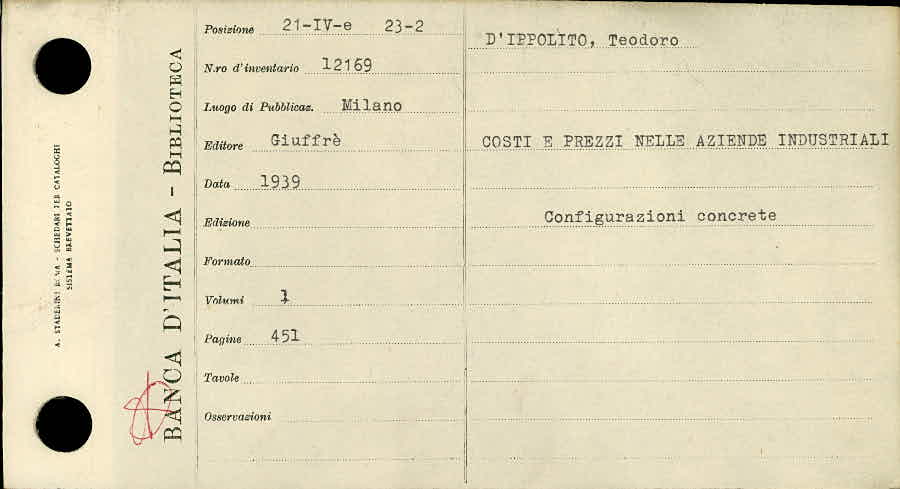 A. STADERINI ROMA - SCHEDARI PER CATALOGHI
SISTEMA BREVETTATO
BANCA D'ITALIA - BIBLIOTECA
Posizione 21-IV-e 23-2
N.ro d'inventario 12169
Luogo di Pubblicaz. Milano
Editore Giuffrè
Data 1939
Edizione
Formato
Volumi 1
Pagine 451
Tavole
Osservazioni
D'IPPOLITO, Teodoro
COSTI E PREZZI NELLE AZIENDE INDUSTRIALI
Configurazioni concrete